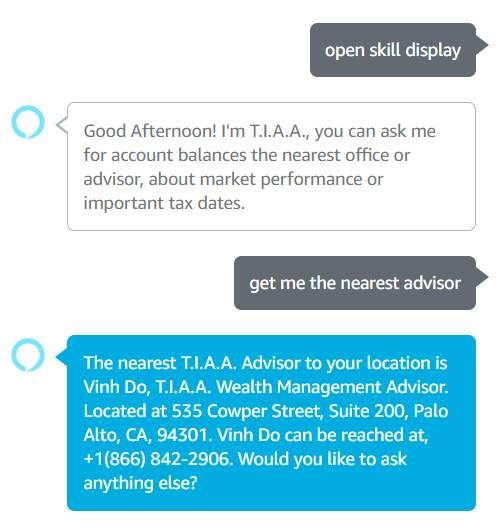 open skill display
Good Afternoon! I'm T.I.A.A., you can ask me
for account balances the nearest office or
advisor, about market performance or
important tax dates.
get me the nearest advisor
The nearest T.I.A.A. Advisor to your location is
Vinh Do, T.I.A.A. Wealth Management Advisor.
Located at 535 Cowper Street, Suite 200, Palo
Alto, CA, 94301. Vinh Do can be reached at,
+1(866) 842-2906. Would you like to ask
anything else?